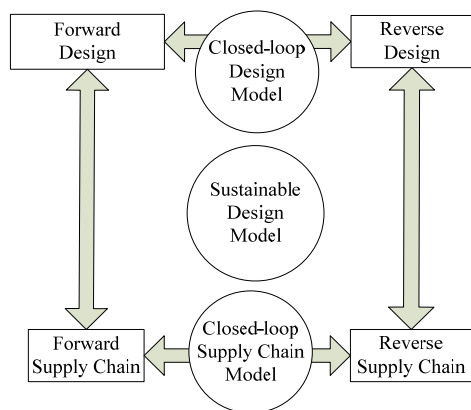 Forward
Design
Closed-loop
Design
Model
Reverse
Design
Sustainable
Design
Model
Forward
Supply Chain
Closed-loop
Supply Chain
Model
Reverse
Supply Chain